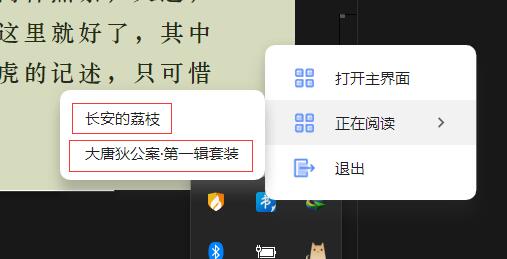 这里就好了，其中
虎的记述，只可惜
打开主界面
正在阅读
退出
长安的荔枝
大唐狄公案·第一辑套装